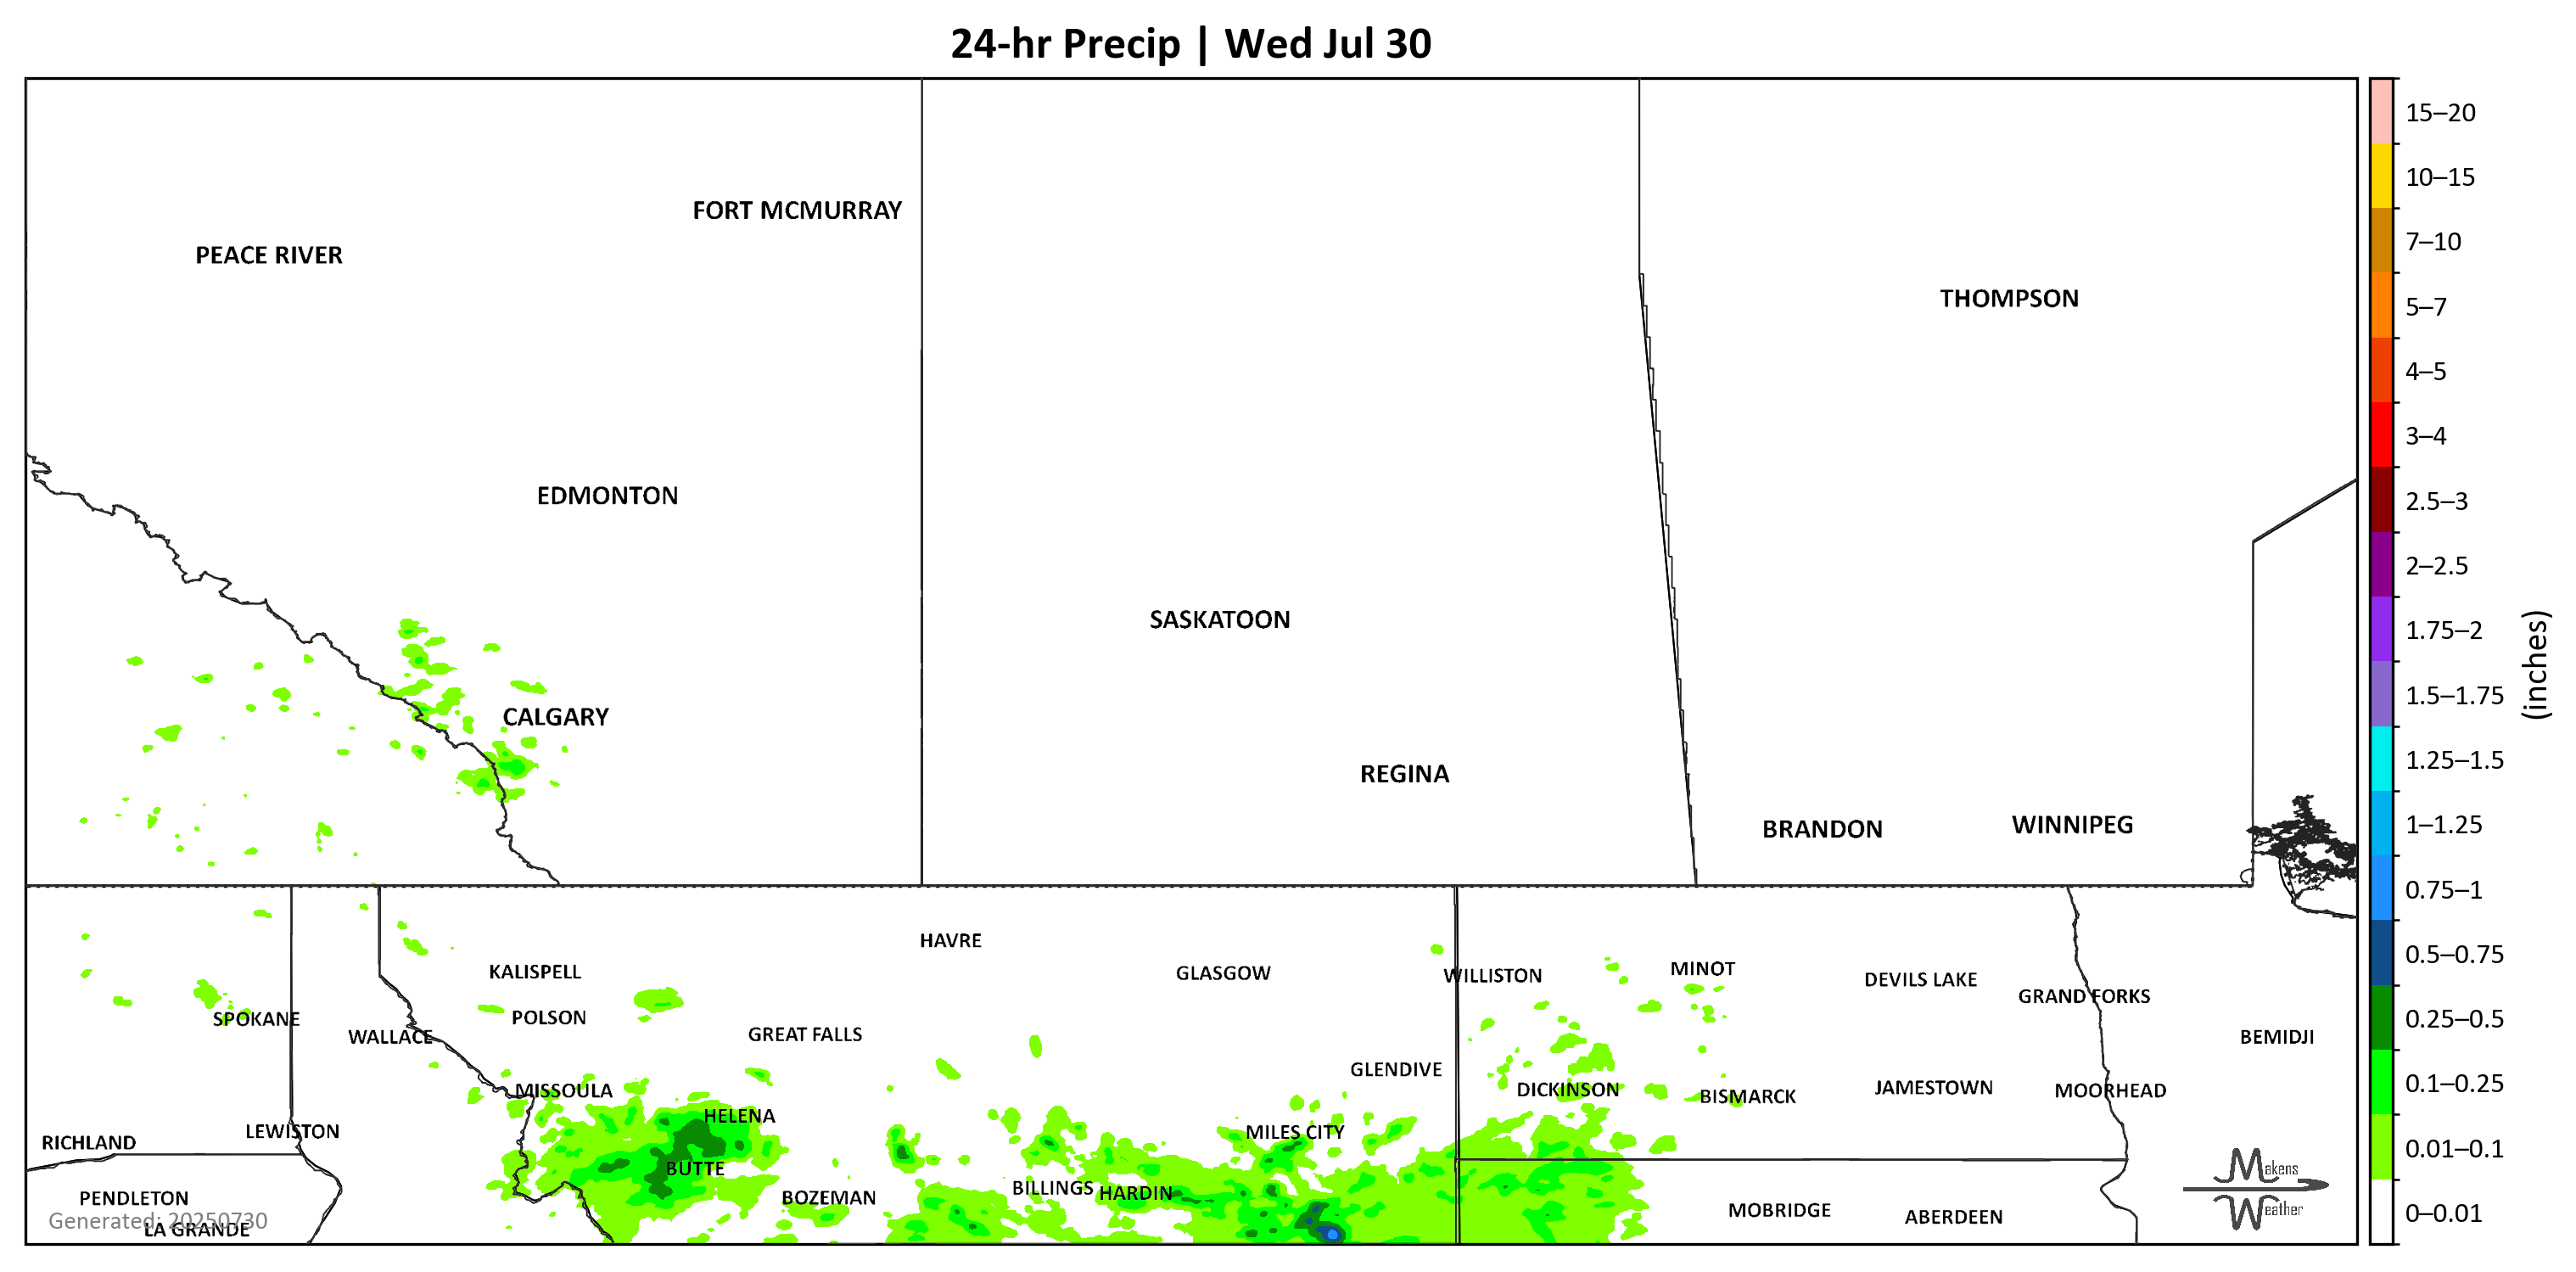 24-hr Precip | Wed Jul 30
FORT MCMURRAY
PEACE RIVER
THOMPSON
EDMONTON
SASKATOON
CALGARY
REGINA
BRANDON
WINNIPEG
HAVRE
KALISPELL
GLASGOW
WILLISTON
MINOT
DEVILS LAKE
GRAND FORKS
SPOKANE
POLSON
WALLACE
GREAT FALLS
BEMIDJI
GLENDIVE
MISSOULA
DICKINSON
BISMARCK
JAMESTOWN
MOORHEAD
HELENA
LEWISTON
RICHLAND
MILES CITY
BUTTE
BILLINGS
HARDIN
PENDLETON
BOZEMAN
MOBRIDGE
ABERDEEN
Generated: 20250730
LA GRANDE
Makens
Weather
15–20
10–15
7–10
5–7
4–5
3–4
2.5–3
2–2.5
1.75–2
1.5–1.75
1.25–1.5
1–1.25
0.75–1
0.5–0.75
0.25–0.5
0.1–0.25
0.01–0.1
0–0.01
(inches)